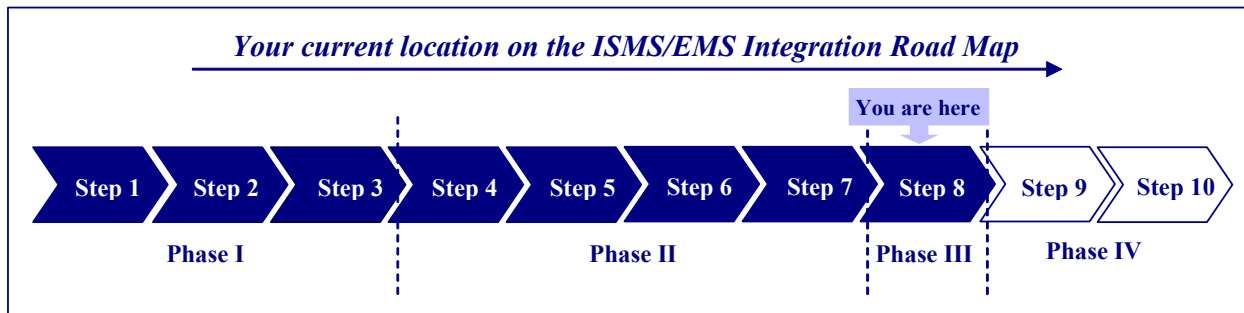 Your current location on the ISMS/EMS Integration Road Map
You are here
Step 1 Step 2 Step 3 Step 4 Step 5 Step 6 Step 7 Step 8 Step 9 Step 10
Phase I Phase II Phase III Phase IV